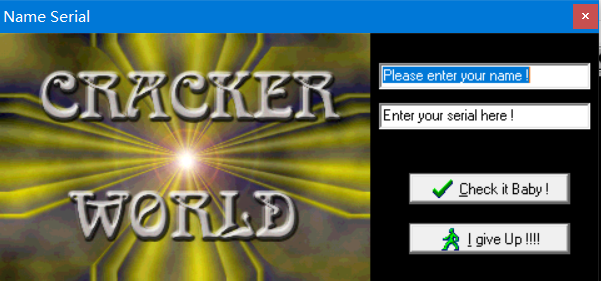 Name Serial
CRACKER
WORLD
Please enter your name !
Enter your serial here !
Check it Baby !
I give Up !!!!